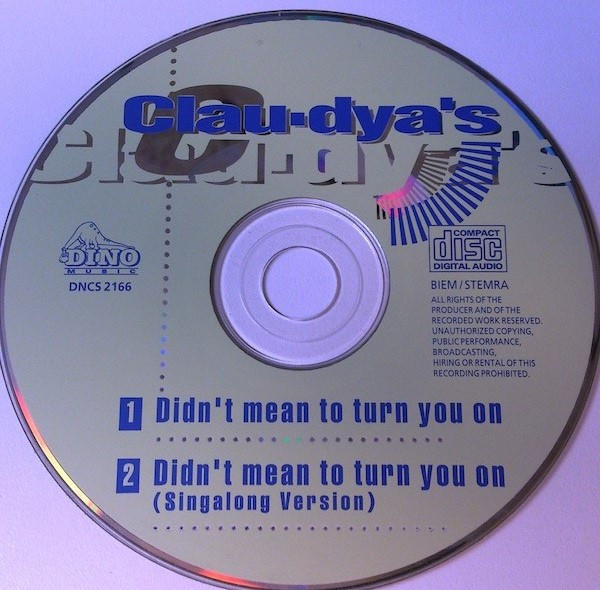 Clau-dya's
Clau-dya's
DINO
MUSIC
DNCS 2166
COMPACT
disc
DIGITAL AUDIO
BIEM / STEMRA
ALL RIGHTS OF THE
PRODUCER AND OF THE
RECORDED WORK RESERVED.
UNAUTHORIZED COPYING,
PUBLIC PERFORMANCE,
BROADCASTING,
HIRING OR RENTAL OF THIS
RECORDING PROHIBITED.
1 Didn't mean to turn you on
2 Didn't mean to turn you on
(Singalong Version)